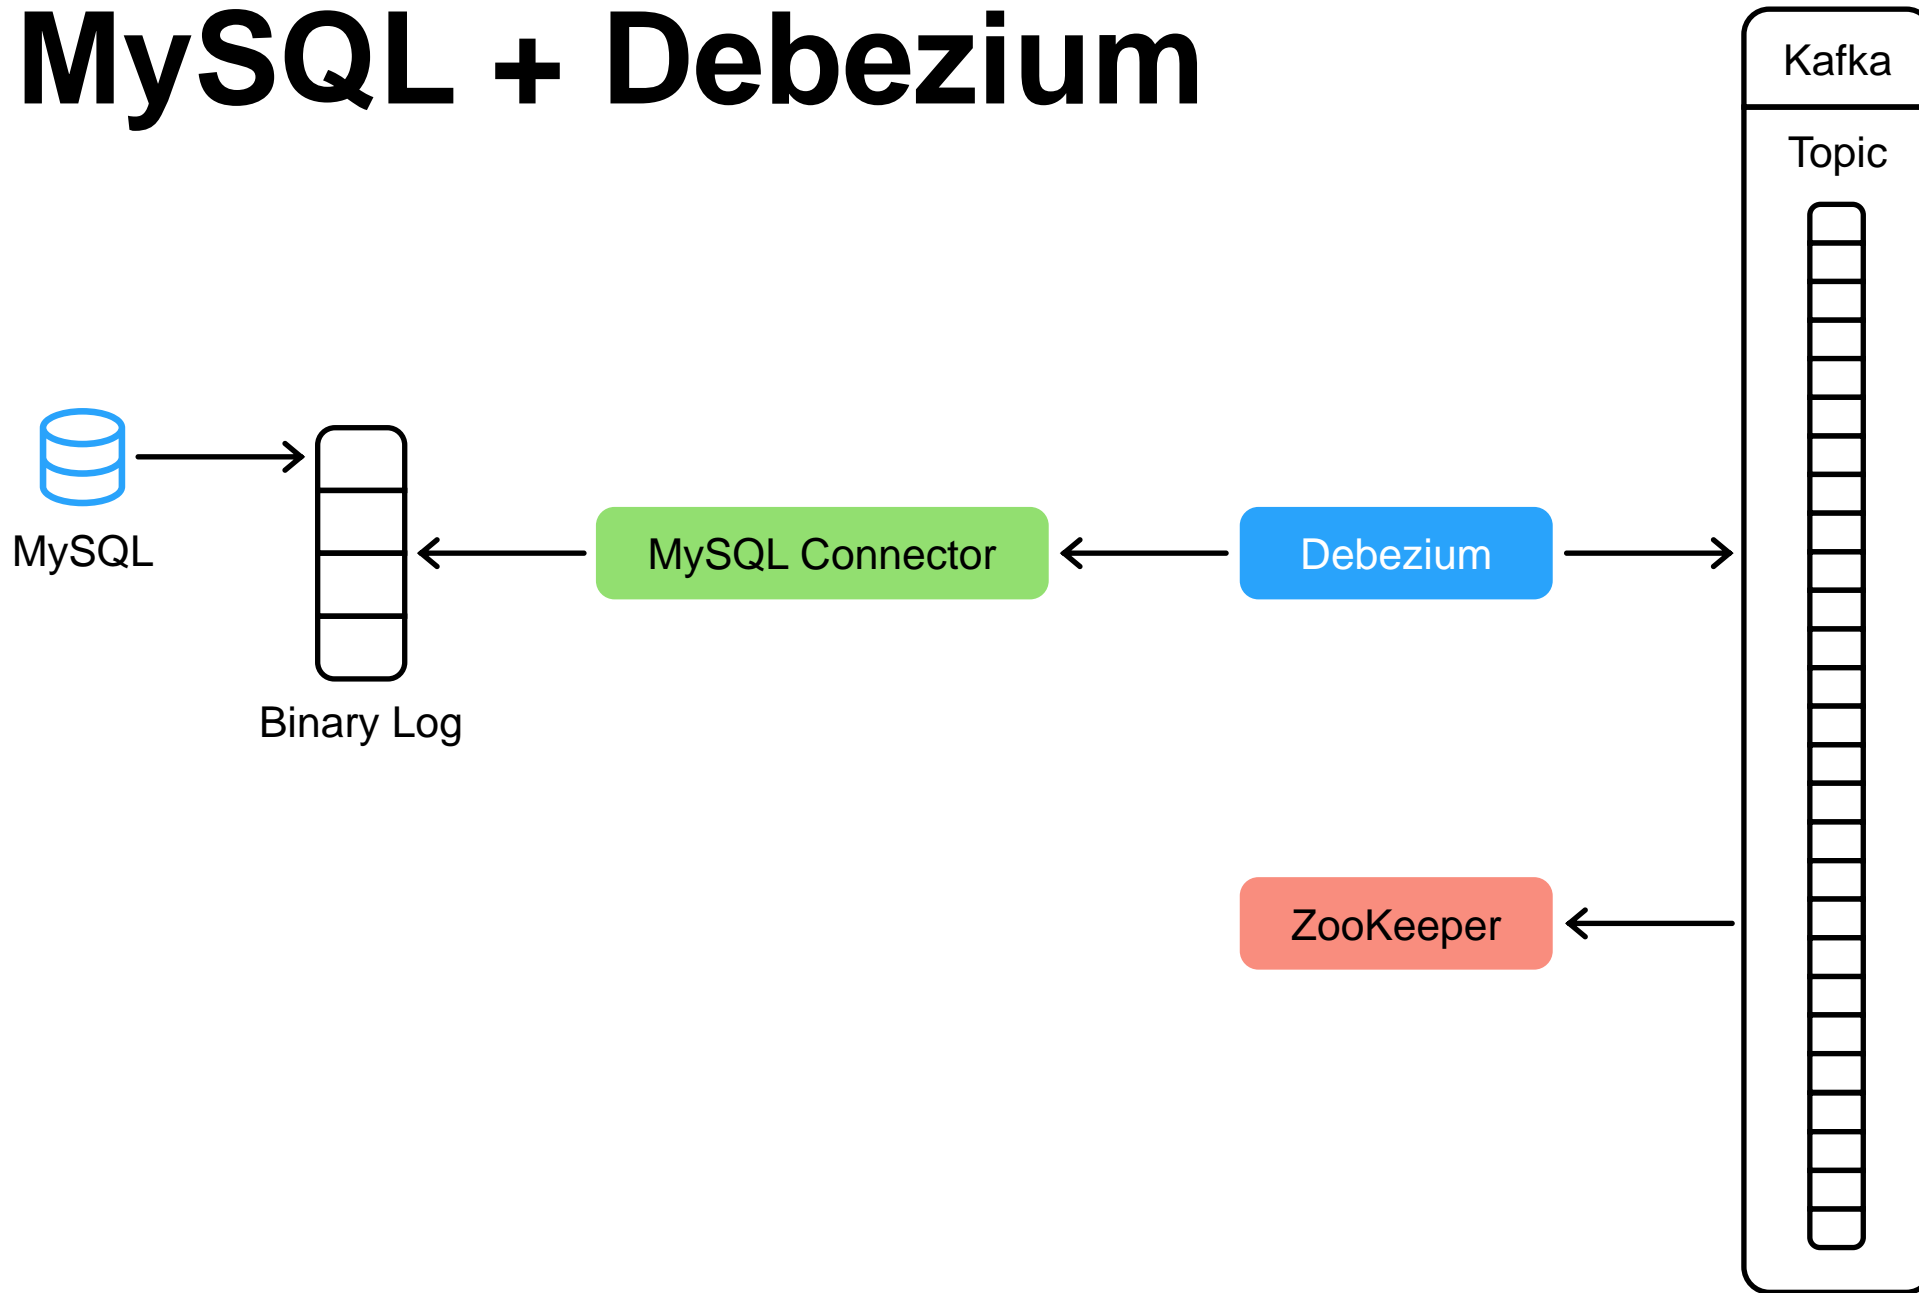 MySQL + Debezium
Kafka
Topic
MySQL
Binary Log
MySQL Connector
Debezium
ZooKeeper